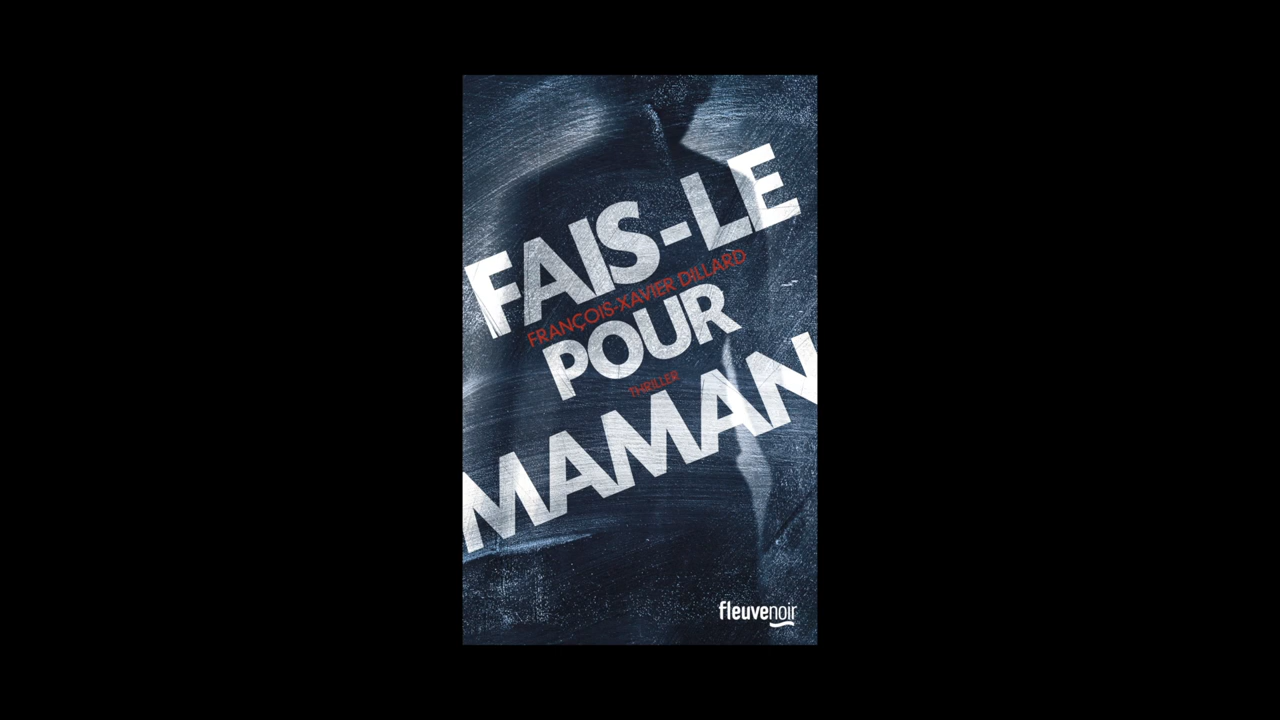 FAIS-LE
FRANÇOIS-XAVIER DILLARD
POUR
THRILLER
MAMAN
fleuvenoir